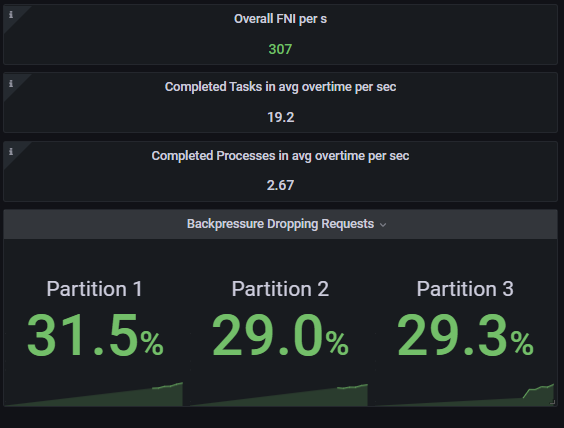 Overall FNI per s
307
Completed Tasks in avg overtime per sec
19.2
Completed Processes in avg overtime per sec
2.67
Backpressure Dropping Requests
Partition 1 Partition 2 Partition 3
31.5% 29.0% 29.3%